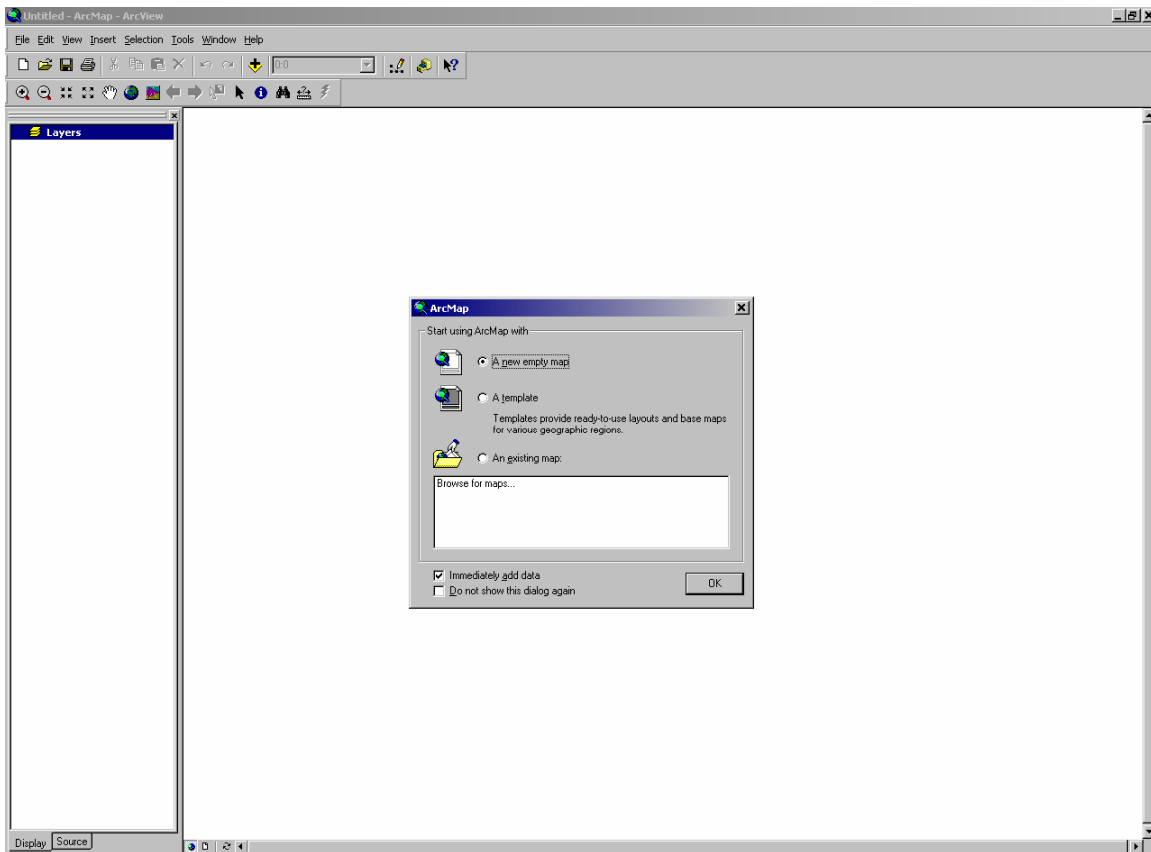 Untitled - ArcMap - ArcView
File Edit View Insert Selection Tools Window Help
0:0
Layers
ArcMap
Start using ArcMap with
A new empty map
A template
Templates provide ready-to-use layouts and base maps
for various geographic regions.
An existing map:
Browse for maps...
Immediately add data
Do not show this dialog again
OK
Display Source